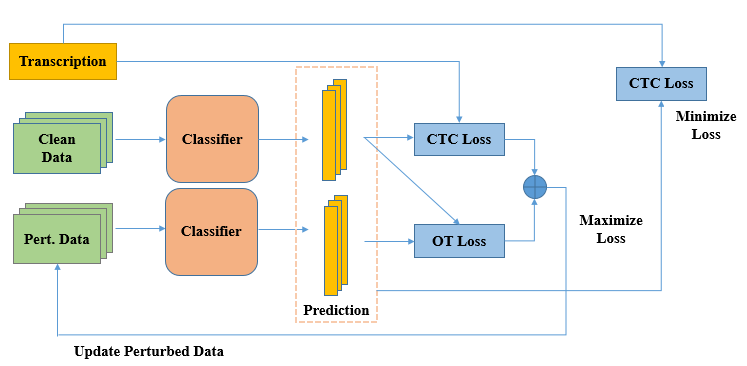 Transcription
CTC Loss
Minimize
Loss
Clean
Data
Classifier
CTC Loss
Pert. Data
Classifier
OT Loss
Maximize
Loss
Prediction
Update Perturbed Data